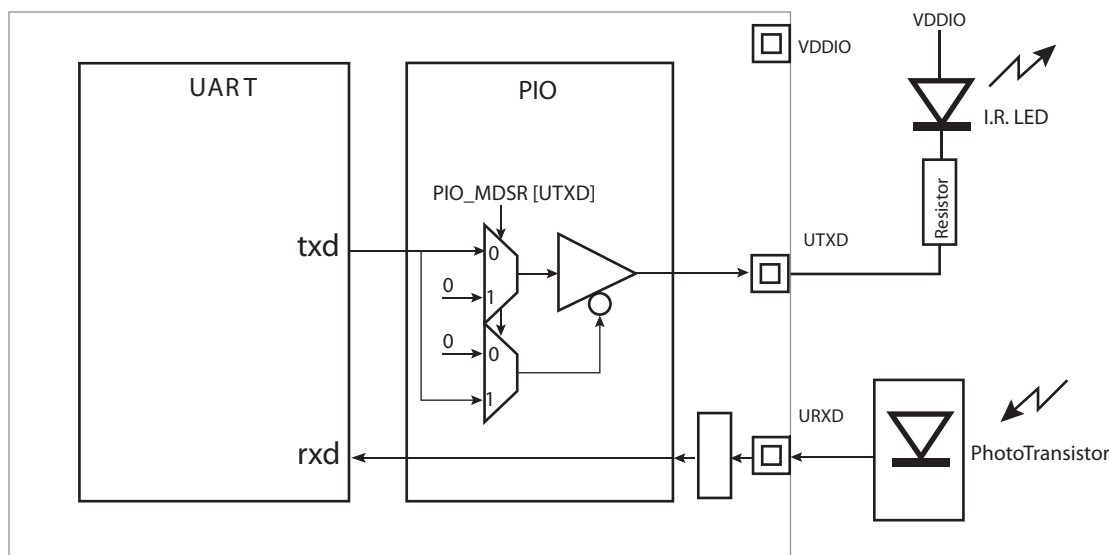 VDDIO
VDDIO
UART
PIO
I.R. LED
PIO_MDSR [UTXD]
Resistor
txd
0
UTXD
0
1
0
0
1
URXD
rxd
PhotoTransistor